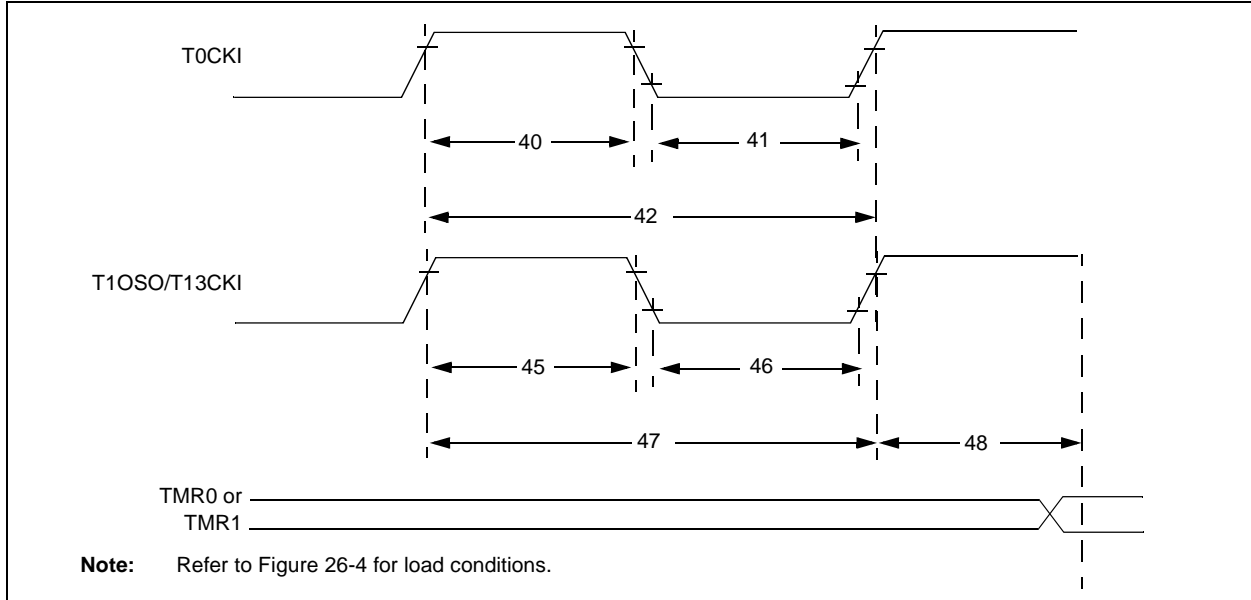 T0CKI
40
41
42
T1OSO/T13CKI
45
46
47
48
TMR0 or
TMR1
Note: Refer to Figure 26-4 for load conditions.